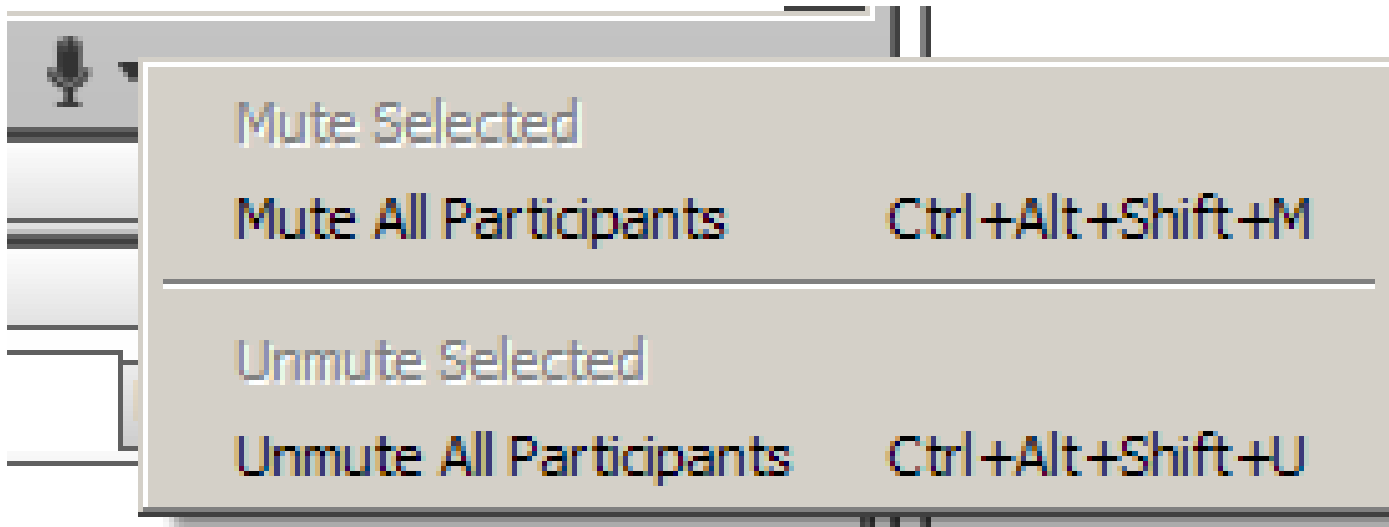 Mute Selected
Mute All Participants Ctrl+Alt+Shift+M
Unmute Selected
Unmute All Participants Ctrl+Alt+Shift+U